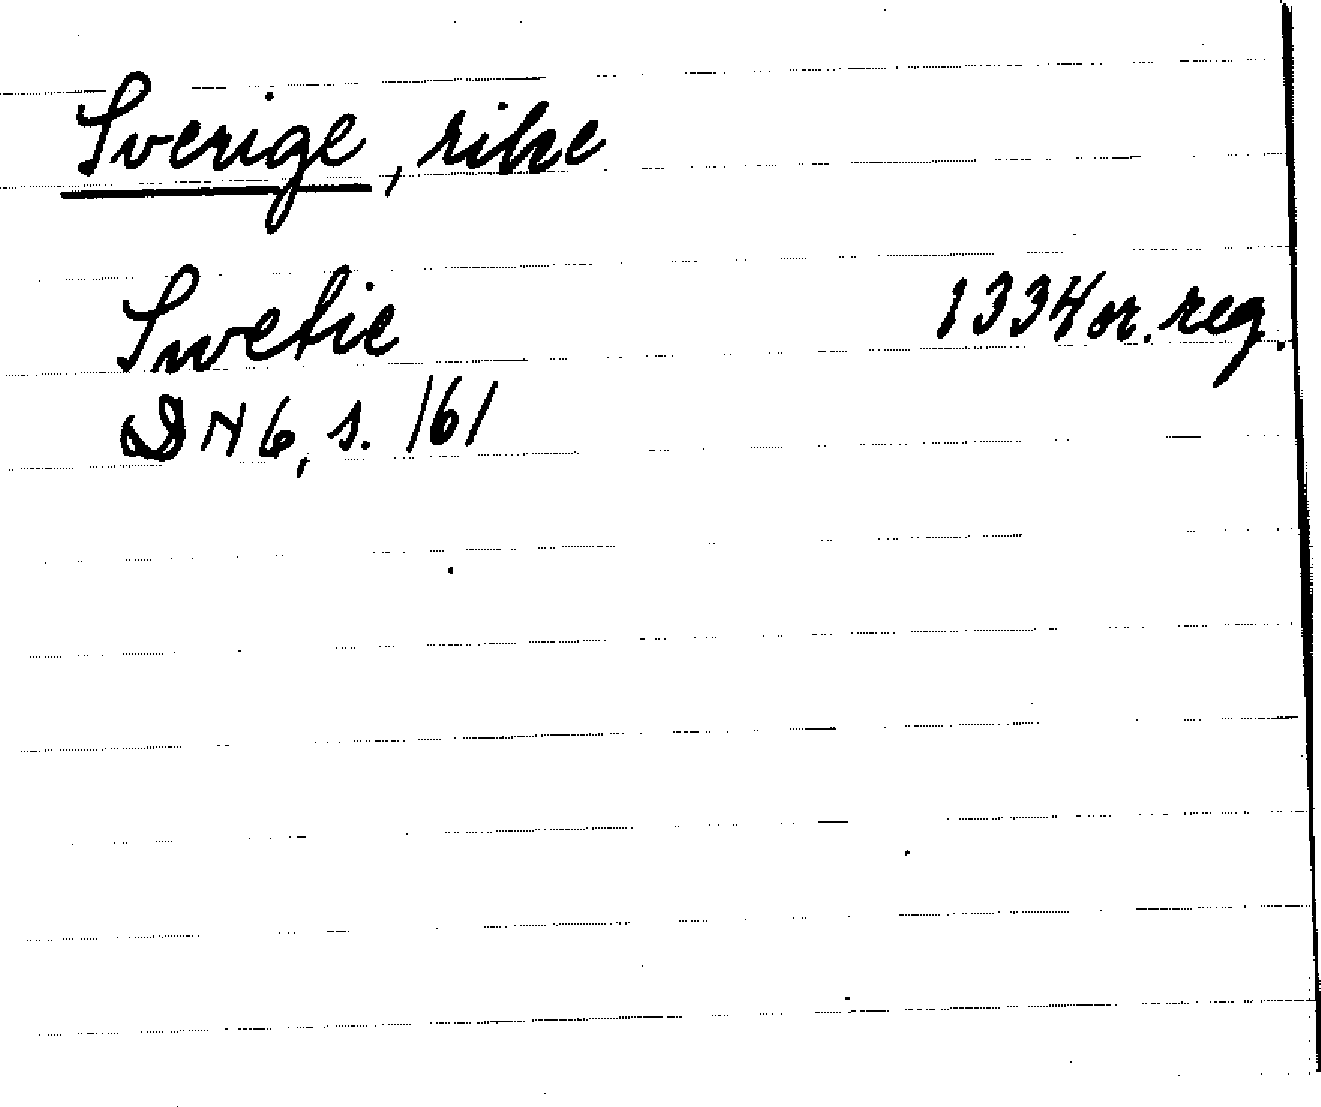 Sverige, rike
Swetie 1334 or. reg.
DN 6, s. 161